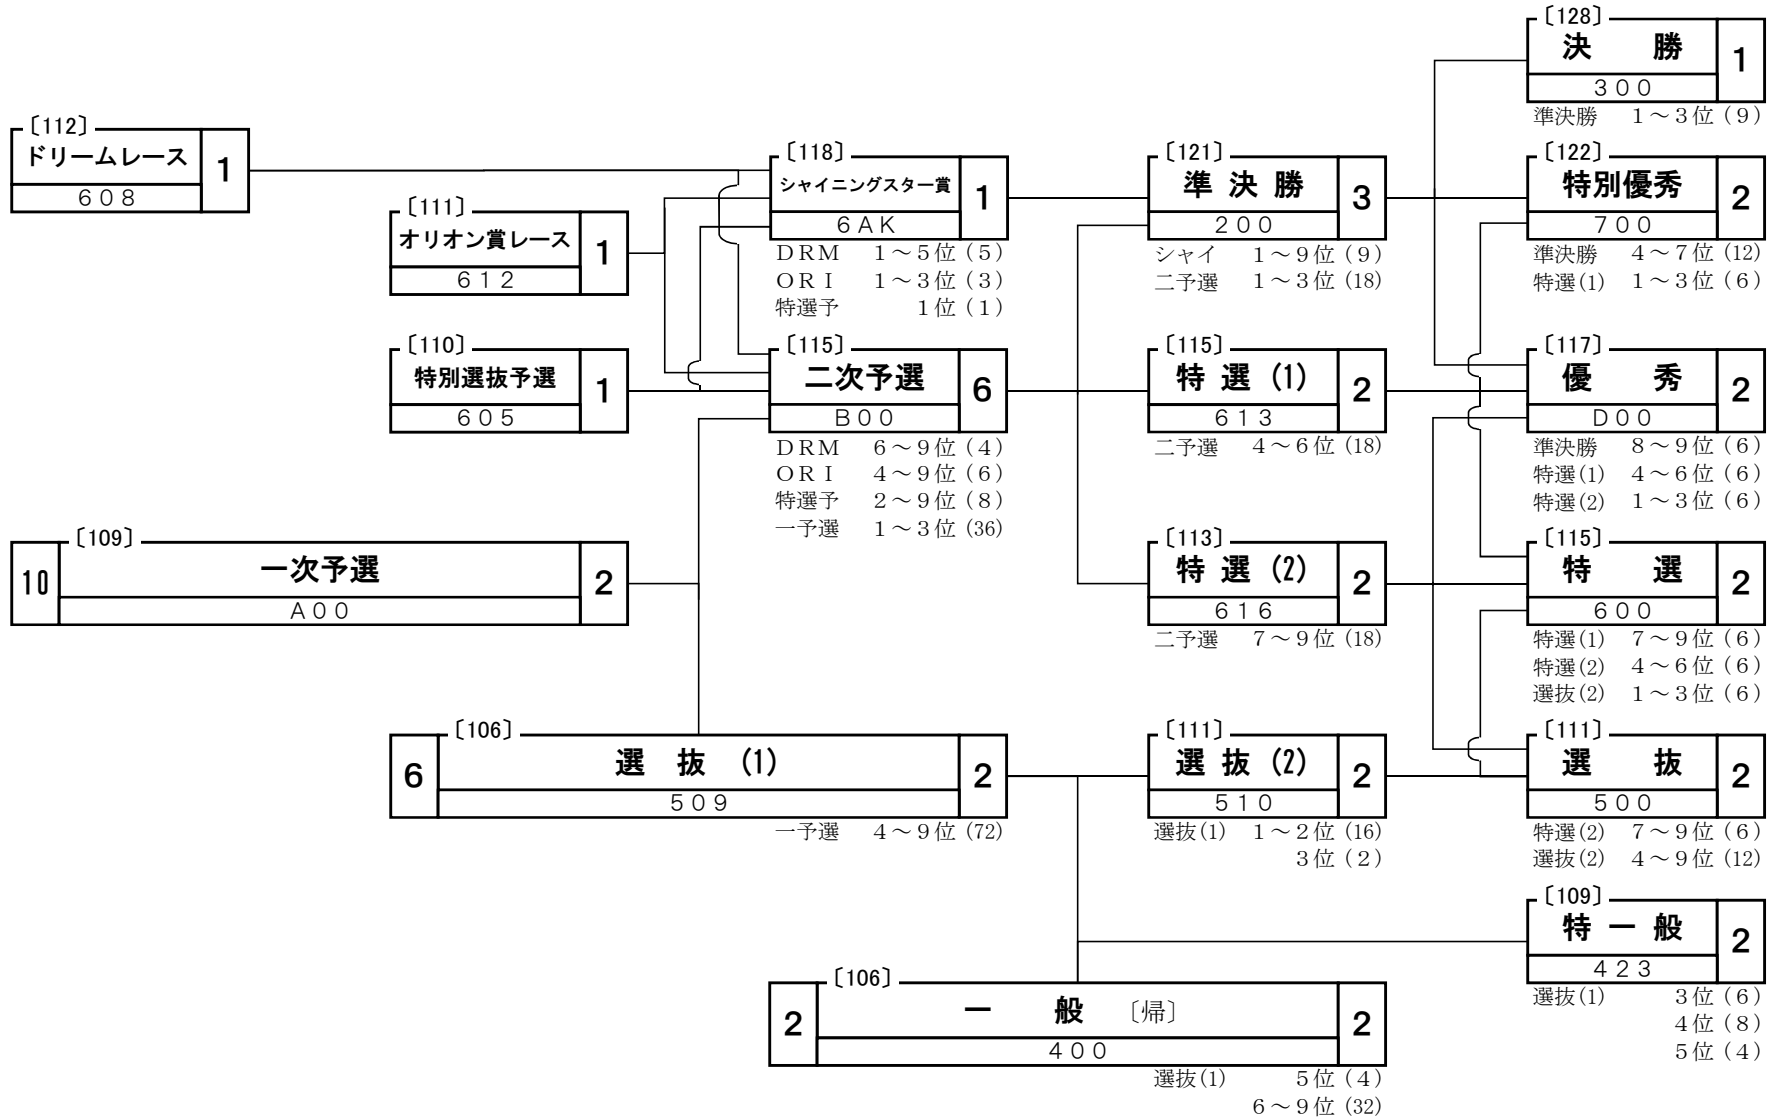 〔112〕
ドリームレース 1
608
〔111〕
オリオン賞レース 1
612
〔110〕
特別選抜予選 1
605
〔109〕
10 一次予選 2
A00
〔106〕
6 選 抜 (1) 2
509
一予選 4～9位 (72)
〔118〕
シャイニングスター賞 1
6AK
DRM 1～5位 (5)
ORI 1～3位 (3)
特選予 1位 (1)
〔115〕
二次予選 6
B00
DRM 6～9位 (4)
ORI 4～9位 (6)
特選予 2～9位 (8)
一予選 1～3位 (36)
〔106〕
2 一 般 〔帰〕 2
400
選抜(1) 5位 (4)
6～9位 (32)
〔121〕
準 決 勝 3
200
シャイ 1～9位 (9)
二予選 1～3位 (18)
〔115〕
特 選 (1) 2
613
二予選 4～6位 (18)
〔113〕
特 選 (2) 2
616
二予選 7～9位 (18)
〔111〕
選 抜 (2) 2
510
選抜(1) 1～2位 (16)
3位 (2)
〔128〕
決 勝 1
300
準決勝 1～3位 (9)
〔122〕
特別優秀 2
700
準決勝 4～7位 (12)
特選(1) 1～3位 (6)
〔117〕
優 秀 2
D00
準決勝 8～9位 (6)
特選(1) 4～6位 (6)
特選(2) 1～3位 (6)
〔115〕
特 選 2
600
特選(1) 7～9位 (6)
特選(2) 4～6位 (6)
選抜(2) 1～3位 (6)
〔111〕
選 抜 2
500
特選(2) 7～9位 (6)
選抜(2) 4～9位 (12)
〔109〕
特 一 般 2
423
選抜(1) 3位 (6)
4位 (8)
5位 (4)